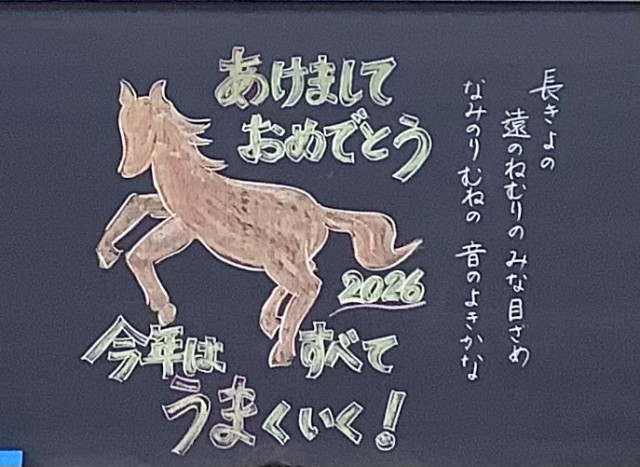 あけまして
おめでとう
2026
今年は すべて
うまくいく!
長きよの
遠のねむりの みな目ざめ
なみのりむねの 音のよきかな